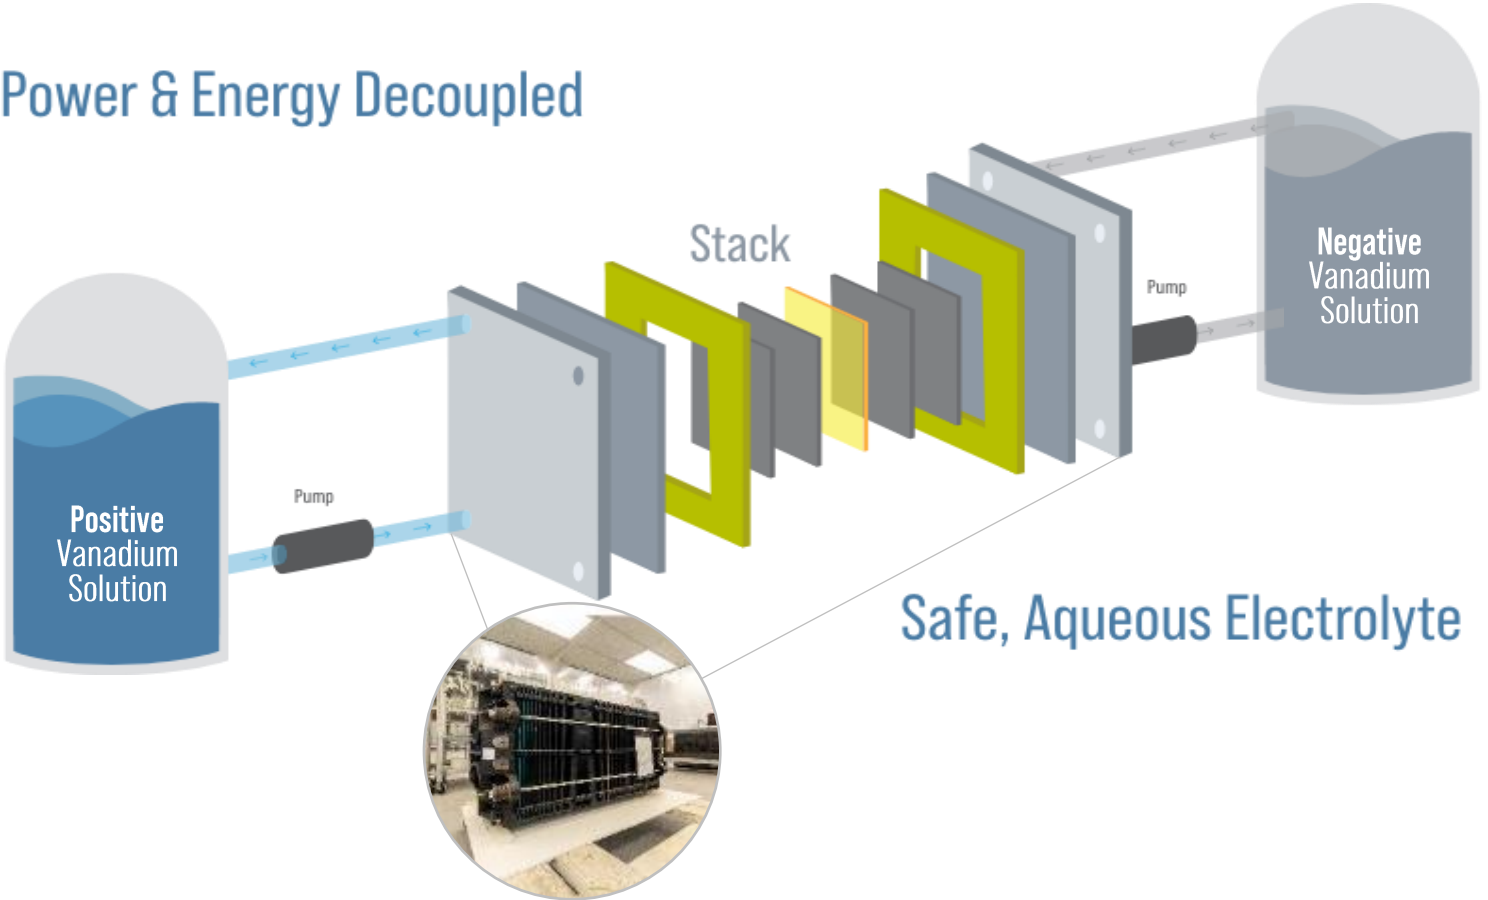 Power & Energy Decoupled
Stack
Negative
Vanadium
Solution
Pump
Positive
Vanadium
Solution
Pump
Safe, Aqueous Electrolyte